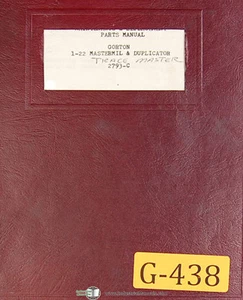 PARTS MANUAL
GORTON
1-22 MASTERMIL & DUPLICATOR
TRACE MASTER
2793-G
G-438